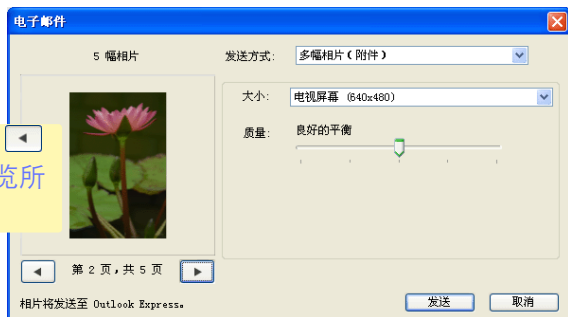 电子邮件
5 幅相片
发送方式:
多幅相片(附件)
大小:
电视屏幕 (640x480)
质量:
良好的平衡
览所
第 2 页,共 5 页
相片将发送至 Outlook Express。
发送
取消